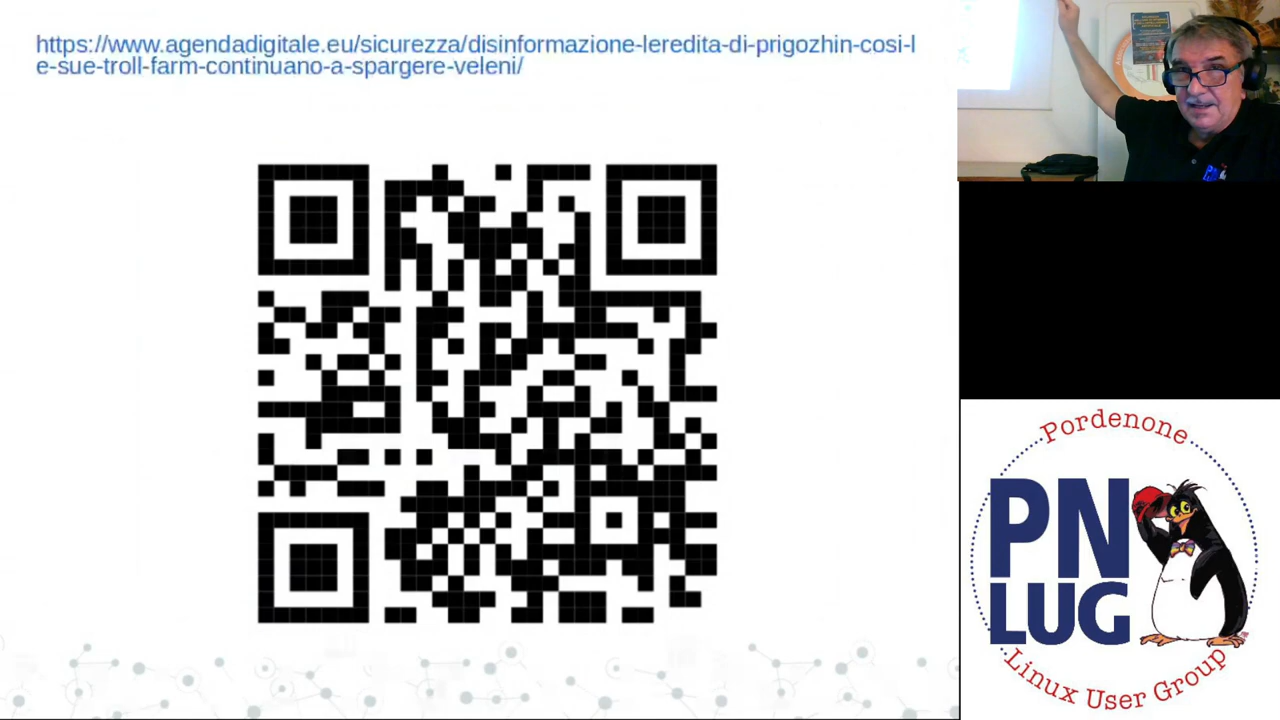 https://www.agendadigitale.eu/sicurezza/disinformazione-leredita-di-prigozhin-cosi-l
e-sue-troll-farm-continuano-a-spargere-veleni/
Pordenone
PN
LUG
Linux User Group